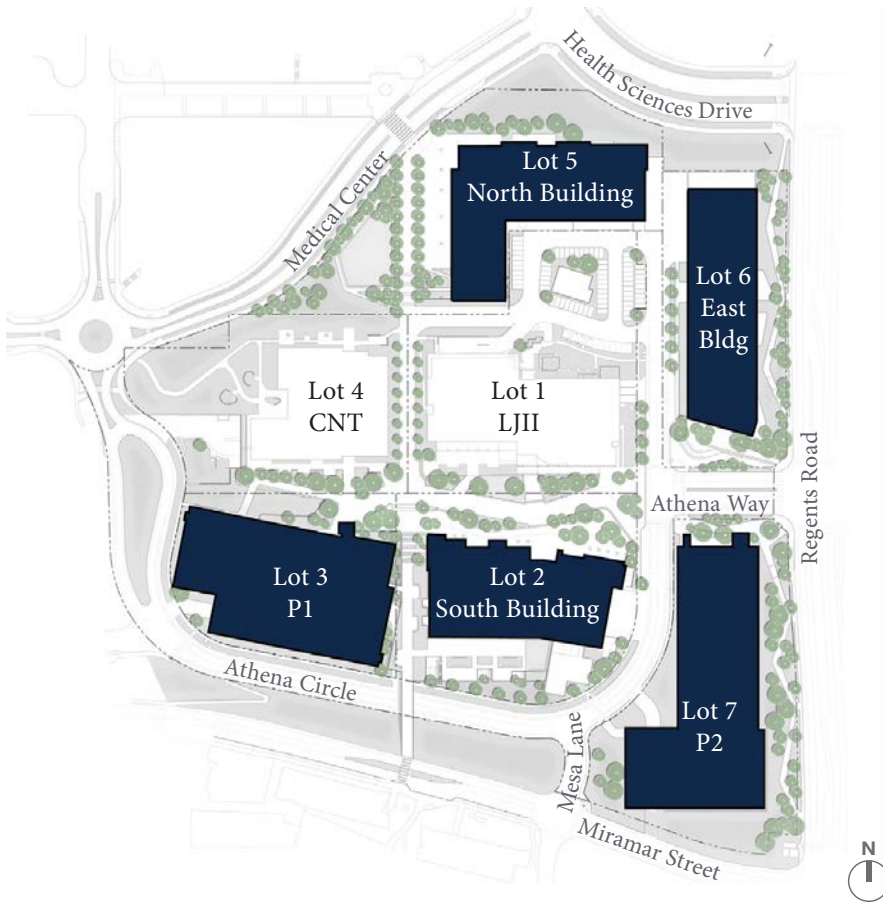 Health Sciences Drive
Medical Center
Lot 5
North Building
Lot 6
East
Bldg
Lot 4
CNT
Lot 1
LJII
Regents Road
Athena Way
Lot 3
P1
Lot 2
South Building
Athena Circle
Lot 7
P2
Mesa Lane
Miramar Street
N